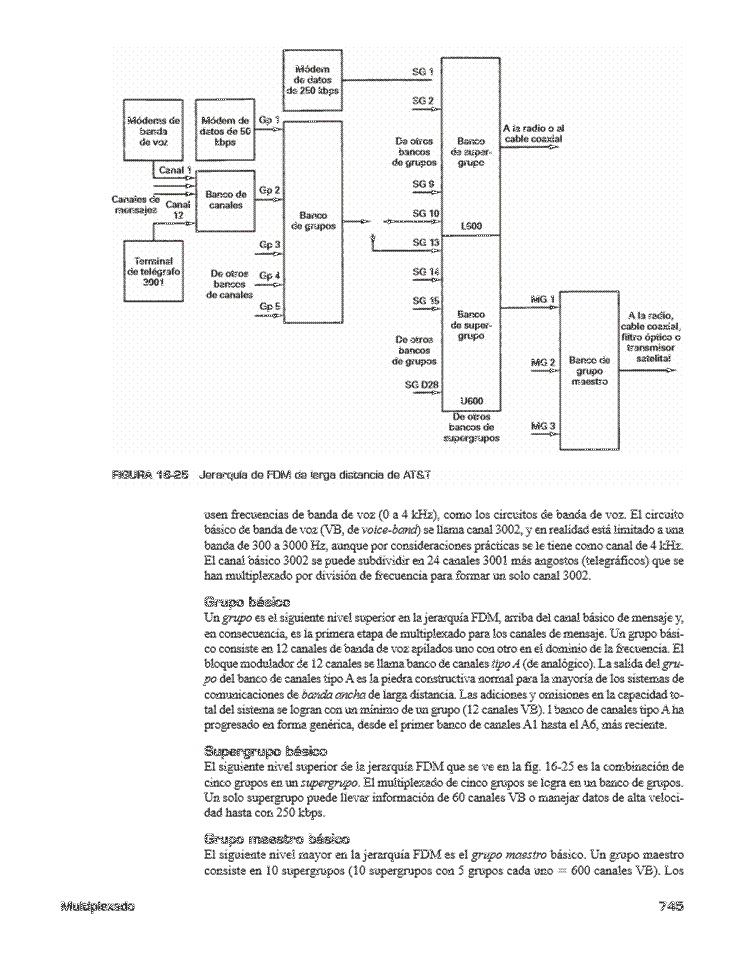 Módem
de datos
de 250 kbps
SG 1
SG 2
Módems de
banda
de voz
Módem de
datos de 50
kbps
Gp 1
De otros
bancos
de grupos
Banco
de super-
grupo
A la radio o al
cable coaxial
Canal 1
Canales de
mensajez
Canal
12
Banco de
canales
Gp 2
SG 9
Banco
de grupos
SG 10
L600
Gp 3
SG 13
Terminal
de telégrafo
3001
De otros
bancos
de canales
Gp 4
SG 14
Gp 5
SG 15
MG 1
Banco
de super-
grupo
A la radio,
cable coaxial,
filtro óptico o
transmisor
satelital
De otros
bancos
de grupos
MG 2
Banco de
grupo
maestro
SG D28
U600
De otros
bancos de
supergrupos
MG 3
FIGURA 16-25 Jerarquía de FDM de larga distancia de AT&T
usen frecuencias de banda de voz (0 a 4 kHz), como los circuitos de banda de voz. El circuito
básico de banda de voz (VB, de voice-band) se llama canal 3002, y en realidad está limitado a una
banda de 300 a 3000 Hz, aunque por consideraciones prácticas se le tiene como canal de 4 kHz.
El canal básico 3002 se puede subdividir en 24 canales 3001 más angostos (telegráficos) que se
han multiplexado por división de frecuencia para formar un solo canal 3002.
Grupo básico
Un grupo es el siguiente nivel superior en la jerarquía FDM, arriba del canal básico de mensaje y,
en consecuencia, es la primera etapa de multiplexado para los canales de mensaje. Un grupo bási-
co consiste en 12 canales de banda de voz apilados uno con otro en el dominio de la frecuencia. El
bloque modulador de 12 canales se llama banco de canales tipo A (de analógico). La salida del gru-
po del banco de canales tipo A es la piedra constructiva normal para la mayoría de los sistemas de
comunicaciones de banda ancha de larga distancia. Las adiciones y omisiones en la capacidad to-
tal del sistema se logran con un mínimo de un grupo (12 canales VB). l banco de canales tipo A ha
progresado en forma genérica, desde el primer banco de canales A1 hasta el A6, más reciente.
Supergrupo básico
El siguiente nivel superior de la jerarquía FDM que se ve en la fig. 16-25 es la combinación de
cinco grupos en un supergrupo. El multiplexado de cinco grupos se logra en un banco de grupos.
Un solo supergrupo puede llevar información de 60 canales VB o manejar datos de alta veloci-
dad hasta con 250 kbps.
Grupo maestro básico
El siguiente nivel mayor en la jerarquía FDM es el grupo maestro básico. Un grupo maestro
consiste en 10 supergrupos (10 supergrupos con 5 grupos cada uno = 600 canales VB). Los
Multiplexado 745